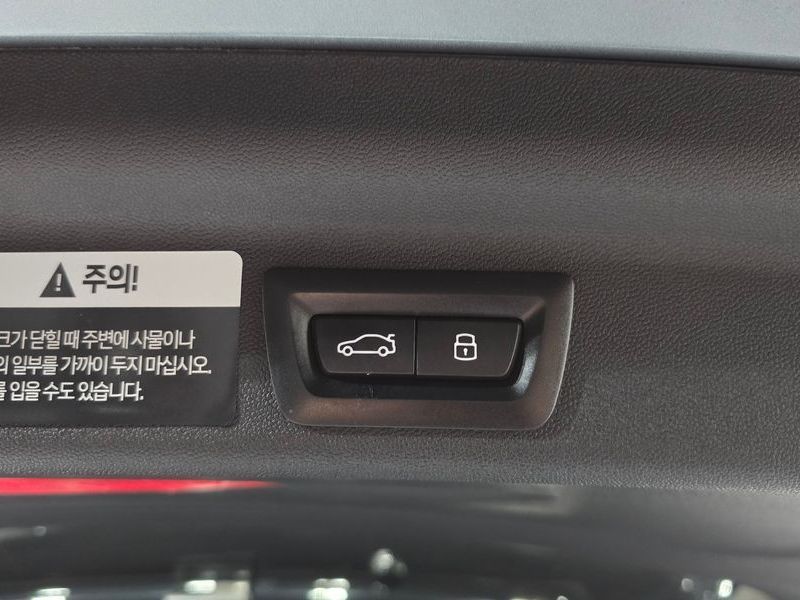 주의!
크가 닫힐 때 주변에 사물이나
의 일부를 가까이 두지 마십시오.
를 입을 수도 있습니다.